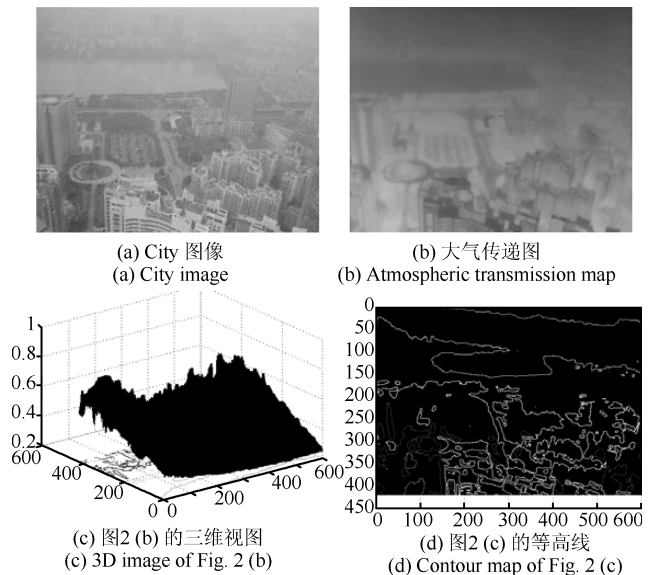 (a) City 图像
(a) City image
(b) 大气传递图
(b) Atmospheric transmission map
1
0.8
0.6
0.4
0.2
600
400
200
0
0
200
400
600
(c) 图2 (b) 的三维视图
(c) 3D image of Fig. 2 (b)
0
50
100
150
200
250
300
350
400
450
0 100 200 300 400 500 600
(d) 图2 (c) 的等高线
(d) Contour map of Fig. 2 (c)